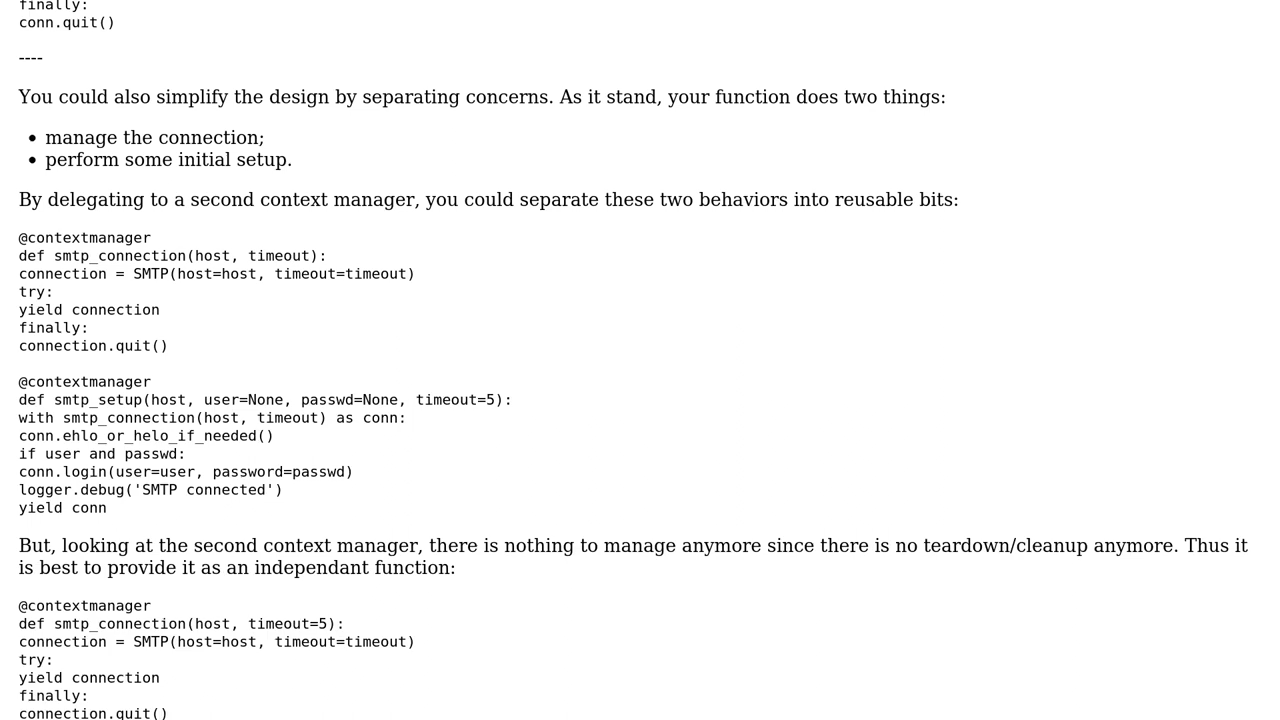 finally:
conn.quit()
----
You could also simplify the design by separating concerns. As it stand, your function does two things:
• manage the connection;
• perform some initial setup.
By delegating to a second context manager, you could separate these two behaviors into reusable bits:
@contextmanager
def smtp_connection(host, timeout):
connection = SMTP(host=host, timeout=timeout)
try:
yield connection
finally:
connection.quit()
@contextmanager
def smtp_setup(host, user=None, passwd=None, timeout=5):
with smtp_connection(host, timeout) as conn:
conn.ehlo_or_helo_if_needed()
if user and passwd:
conn.login(user=user, password=passwd)
logger.debug('SMTP connected')
yield conn
But, looking at the second context manager, there is nothing to manage anymore since there is no teardown/cleanup anymore. Thus it
is best to provide it as an independant function:
@contextmanager
def smtp_connection(host, timeout=5):
connection = SMTP(host=host, timeout=timeout)
try:
yield connection
finally:
connection.quit()